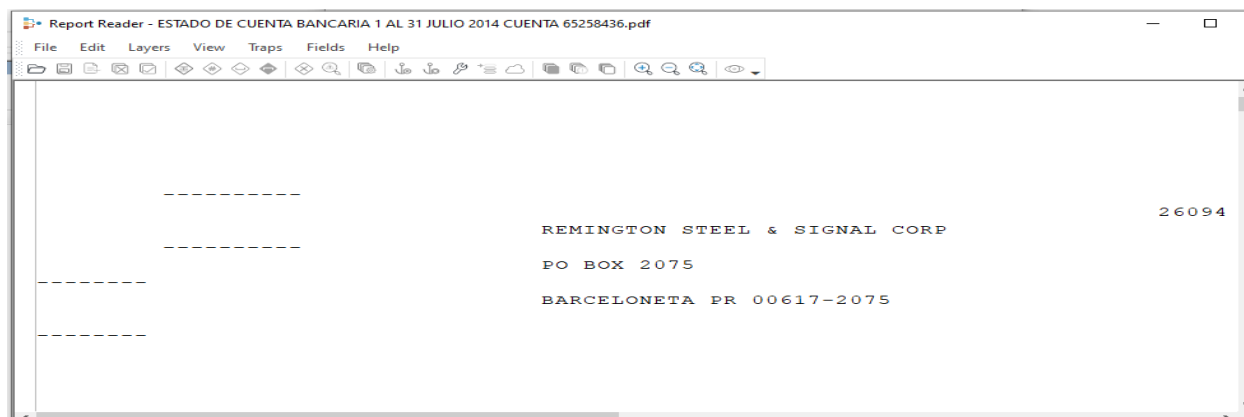 Report Reader - ESTADO DE CUENTA BANCARIA 1 AL 31 JULIO 2014 CUENTA 65258436.pdf
File Edit Layers View Traps Fields Help
----------
26094
REMINGTON STEEL & SIGNAL CORP
----------
PO BOX 2075
--------
BARCELONETA PR 00617-2075
--------